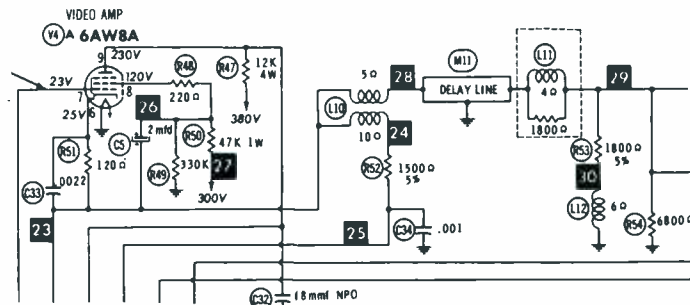 VIDEO AMP
V4 A 6AW8A
9 230V
23V
120V
7
8
25V
6
R48
220Ω
R47
12K
4W
380V
26
C5
2 mfd
R50
47K 1W
R51
120Ω
R49
330K
27
300V
C33
.0022
23
5Ω
28
L10
10Ω
24
R52
1500Ω
5%
25
C34
.001
M11
DELAY LINE
L11
4Ω
1800Ω
29
R53
1800Ω
5%
30
L12
6Ω
R54
6800Ω
C32
18mmf NPO